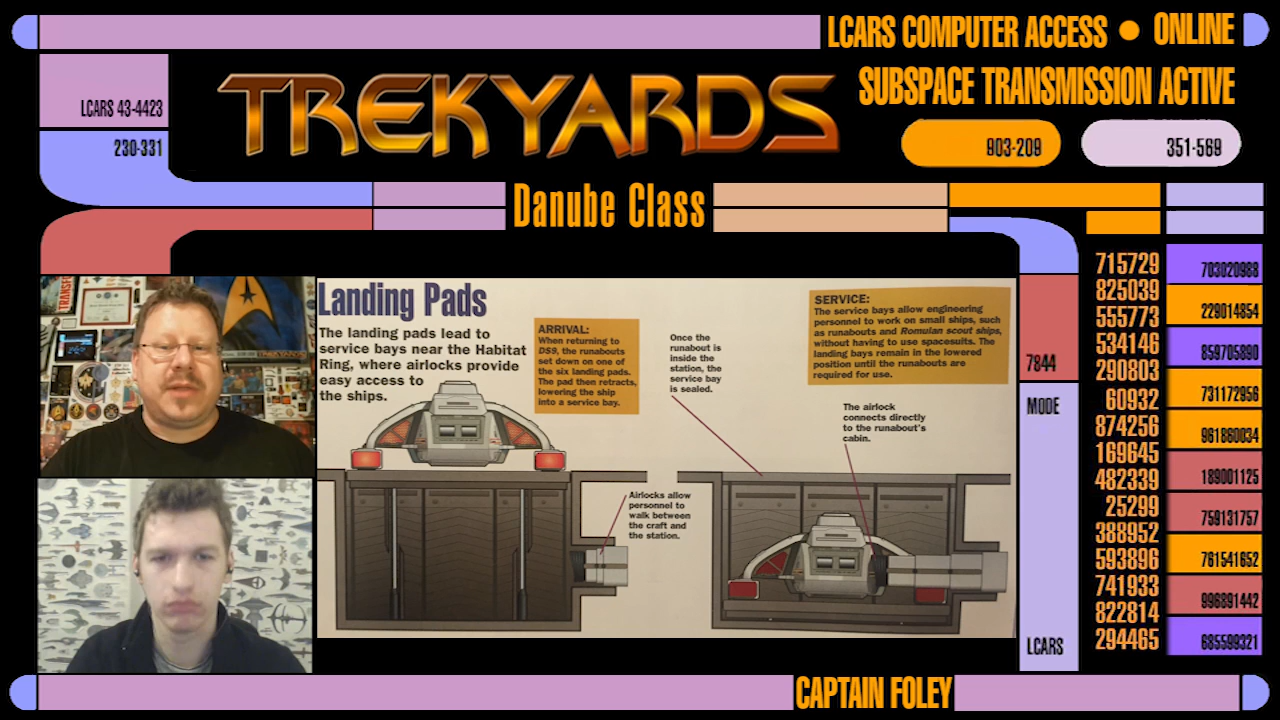 LCARS COMPUTER ACCESS • ONLINE
SUBSPACE TRANSMISSION ACTIVE
TREKYARDS
LCARS 43-4423
230-331
903-209
351-569
Danube Class
Landing Pads
The landing pads lead to
service bays near the Habitat
Ring, where airlocks provide
easy access to
the ships.
ARRIVAL:
When returning to
DS9, the runabouts
set down on one of
the six landing pads.
The pad then retracts,
lowering the ship
into a service bay.
Once the
runabout is
inside the
station, the
service bay
is sealed.
SERVICE:
The service bays allow engineering
personnel to work on small ships, such
as runabouts and Romulan scout ships,
without having to use spacesuits. The
landing bays remain in the lowered
position until the runabouts are
required for use.
The airlock
connects directly
to the runabout's
cabin.
Airlocks allow
personnel to
walk between
the craft and
the station.
TREKYARDS
7844
MODE
LCARS
715729
825039
555773
543146
290803
60932
874256
169645
482339
25299
388952
593896
741933
822814
294465
703020988
229014854
859705890
731172956
961860034
189001125
759131757
761541652
996891442
685599321
CAPTAIN FOLEY